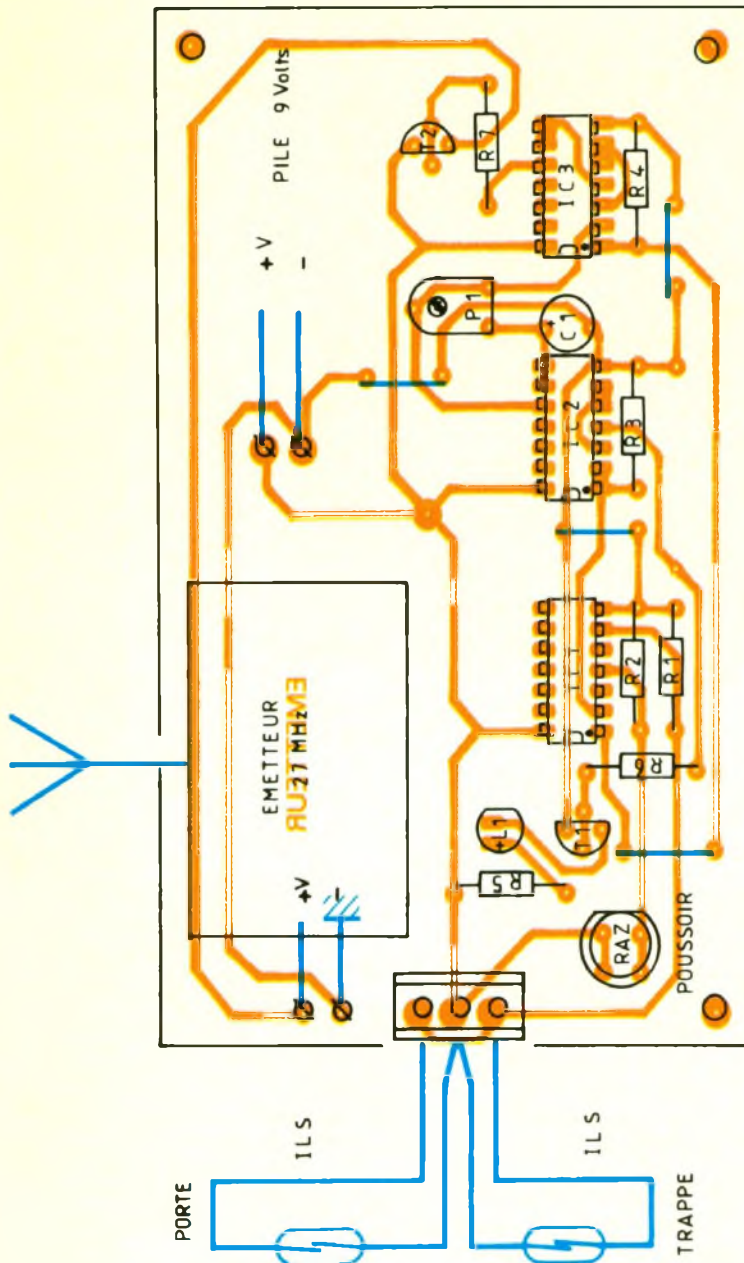 PILE 9 Volts
+V
-
T2
R7
IC3
R4
P1
+
C1
IC2
R3
EMETTEUR
27 MHz
EMETTEUR
+V
-
IC1
R2
R1
R6
+L1
T1
R5
RAZ
POUSSOIR
ILS
ILS
PORTE
TRAPPE